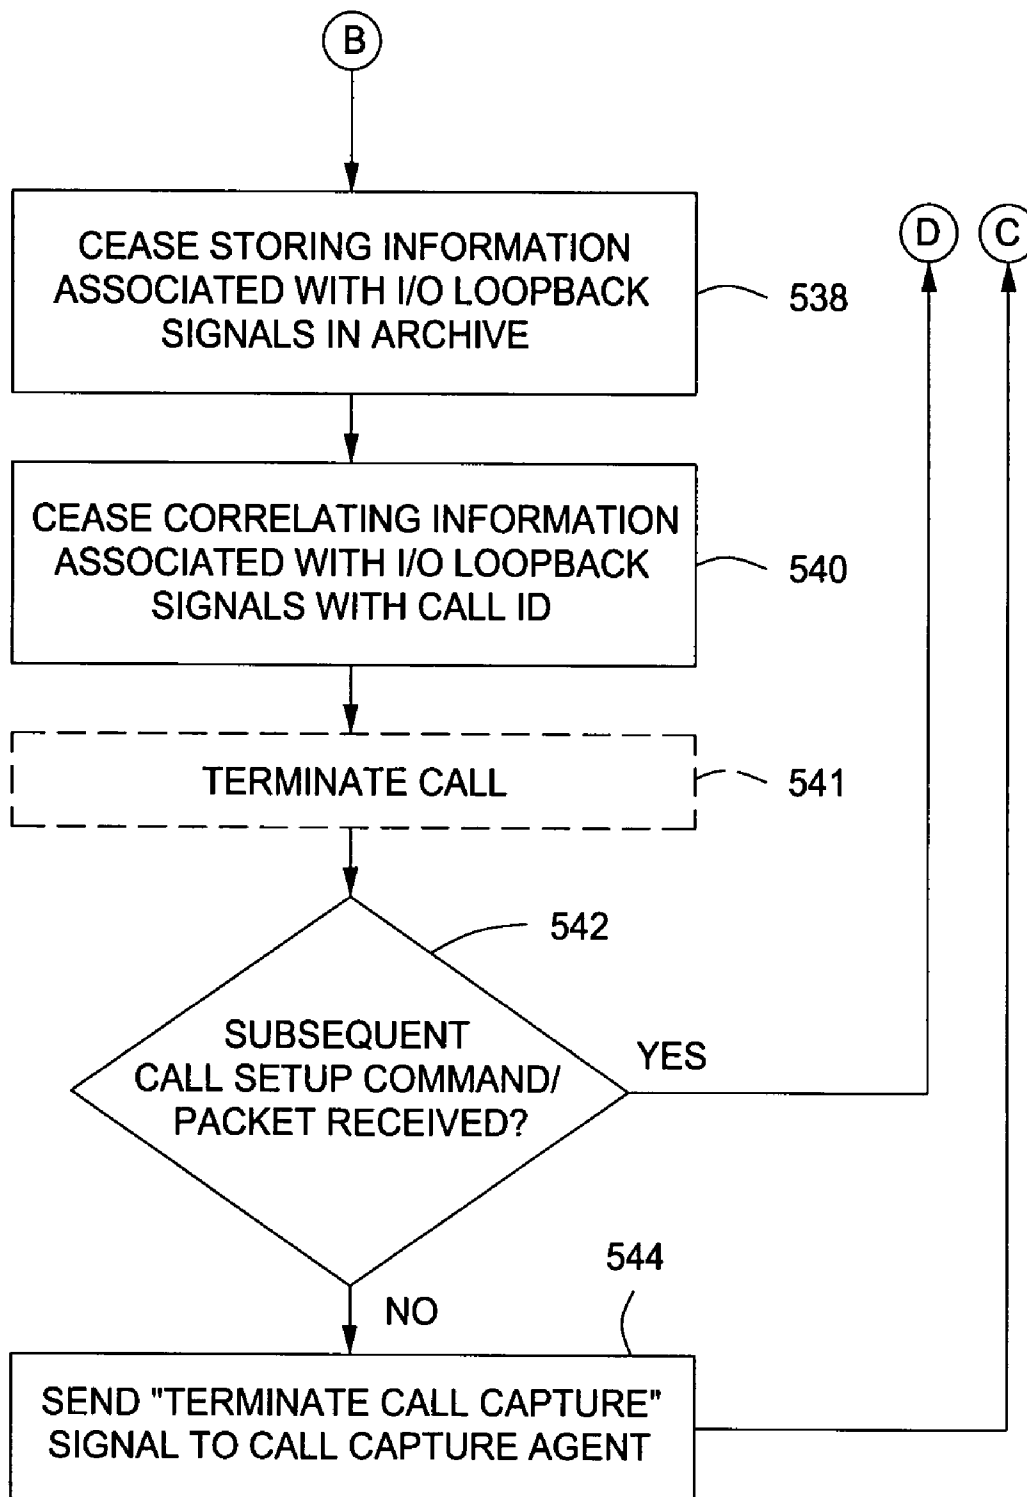 B
CEASE STORING INFORMATION
ASSOCIATED WITH I/O LOOPBACK
SIGNALS IN ARCHIVE
538
D
C
CEASE CORRELATING INFORMATION
ASSOCIATED WITH I/O LOOPBACK
SIGNALS WITH CALL ID
540
TERMINATE CALL
541
542
SUBSEQUENT
CALL SETUP COMMAND/
PACKET RECEIVED?
YES
NO
544
SEND "TERMINATE CALL CAPTURE"
SIGNAL TO CALL CAPTURE AGENT